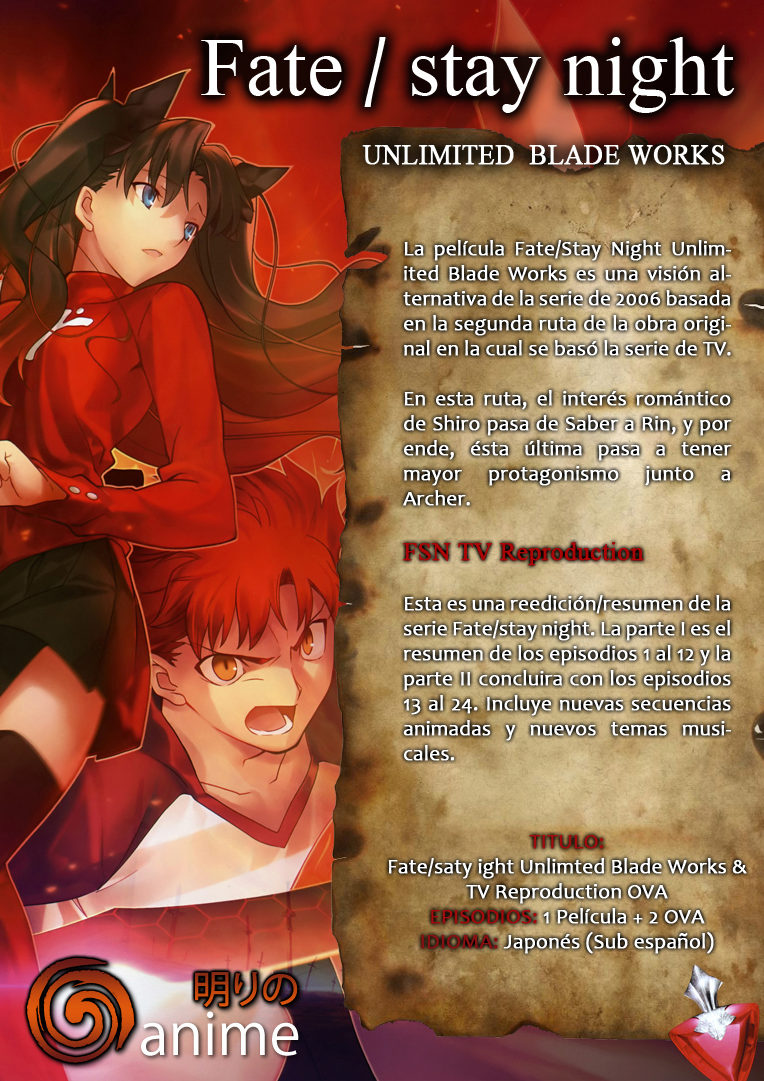 Fate / stay night
UNLIMITED BLADE WORKS
La película Fate/Stay Night Unlim-
ited Blade Works es una visión al-
ternativa de la serie de 2006 basada
en la segunda ruta de la obra origi-
nal en la cual se basó la serie de TV.
En esta ruta, el interés romántico
de Shiro pasa de Saber a Rin, y por
ende, ésta última pasa a tener
mayor protagonismo junto a
Archer.
FSN TV Reproduction
Esta es una reedición/resumen de la
serie Fate/stay night. La parte I es el
resumen de los episodios 1 al 12 y la
parte II concluira con los episodios
13 al 24. Incluye nuevas secuencias
animadas y nuevos temas musi-
cales.
TITULO:
Fate/saty ight Unlimted Blade Works &
TV Reproduction OVA
EPISODIOS: 1 Película + 2 OVA
IDIOMA: Japonés (Sub español)
明りの
anime